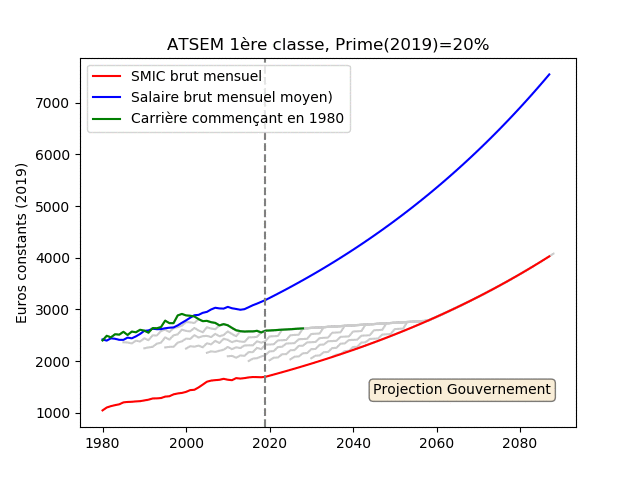 ATSEM 1ère classe, Prime(2019)=20%
SMIC brut mensuel
Salaire brut mensuel moyen)
Carrière commençant en 1980
Euros constants (2019)
7000
6000
5000
4000
3000
2000
1000
Projection Gouvernement
1980 2000 2020 2040 2060 2080